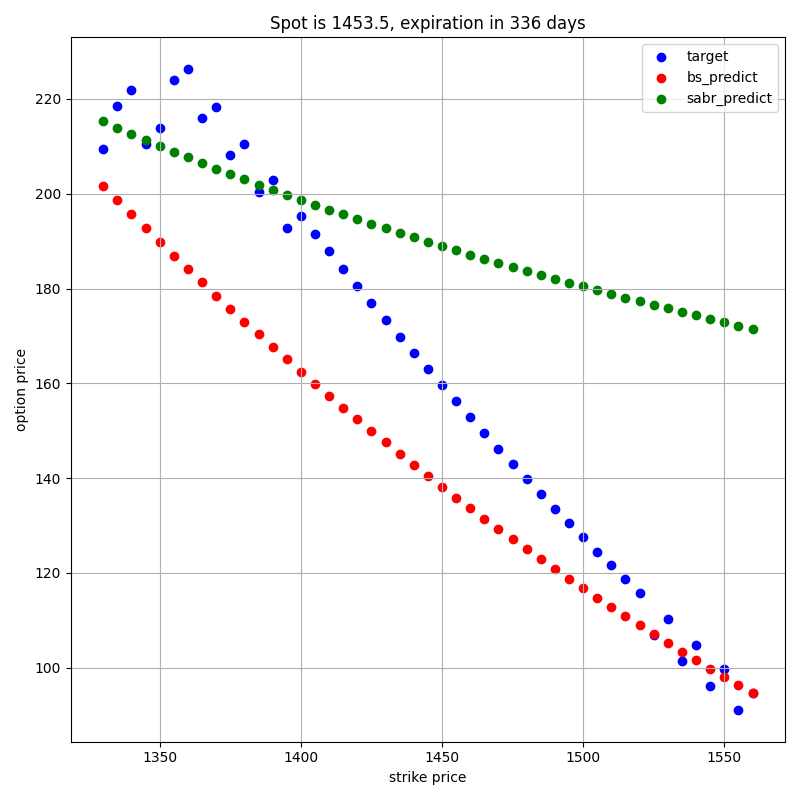 Spot is 1453.5, expiration in 336 days
target
bs_predict
sabr_predict
option price
220
200
180
160
140
120
100
1350
1400
1450
1500
1550
strike price